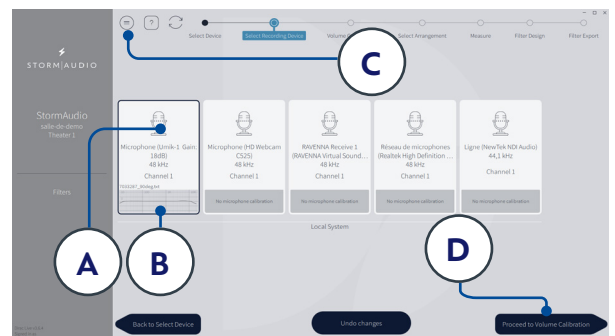 ?
Select Device
Select Recording Device
Select Arrangement
Measure
Filter Design
Filter Export
C
STORMAUDIO
StormAudio
salle-de-demo
Theater 1
Filters
Microphone (Umik-1 Gain:
18dB)
48 kHz
Channel 1
Microphone (HD Webcam
C525)
48 kHz
Channel 1
No microphone calibration
RAVENNA Receive 1
(RAVENNA Virtual Sound...
48 kHz
Channel 1
No microphone calibration
Réseau de microphones
(Realtek High Definition ...
48 kHz
Channel 1
No microphone calibration
Ligne (NewTek NDI Audio)
44,1 kHz
Channel 1
No microphone calibration
Local System
A
B
D
Back to Select Device
Undo changes
Proceed to Volume Calibration